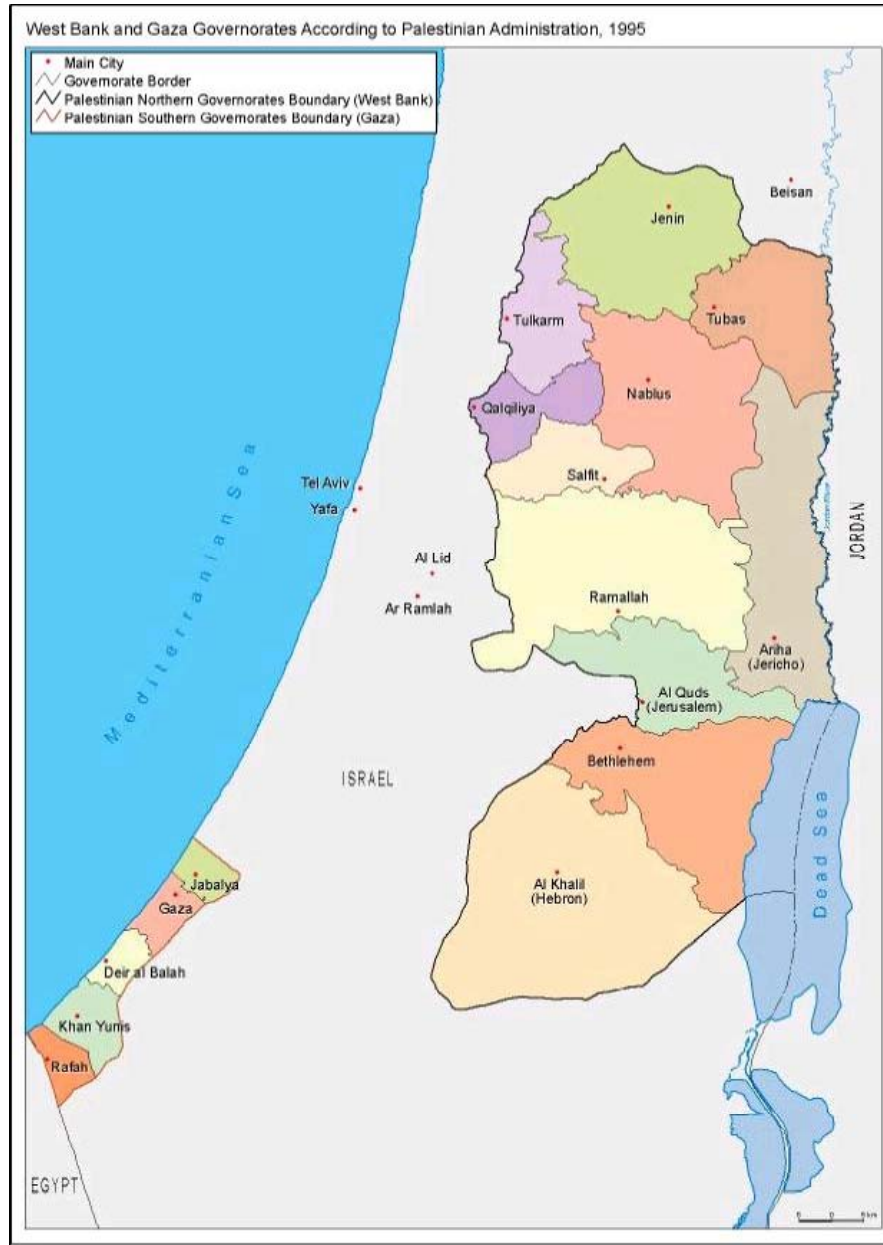 West Bank and Gaza Governorates According to Palestinian Administration, 1995
Main City
Governorate Border
Palestinian Northern Governorates Boundary (West Bank)
Palestinian Southern Governorates Boundary (Gaza)
Beisan
Jenin
Tubas
Tulkarm
Nablus
Qalqiliya
Salfit
Tel Aviv
Yafa
Mediterranian Sea
Jordan River
JORDAN
Al Lid
Ar Ramlah
Ramallah
Ariha
(Jericho)
Al Quds
(Jerusalem)
Bethlehem
ISRAEL
Dead Sea
Jabalya
Al Khalil
(Hebron)
Gaza
Deir al Balah
Khan Yunis
Rafah
EGYPT